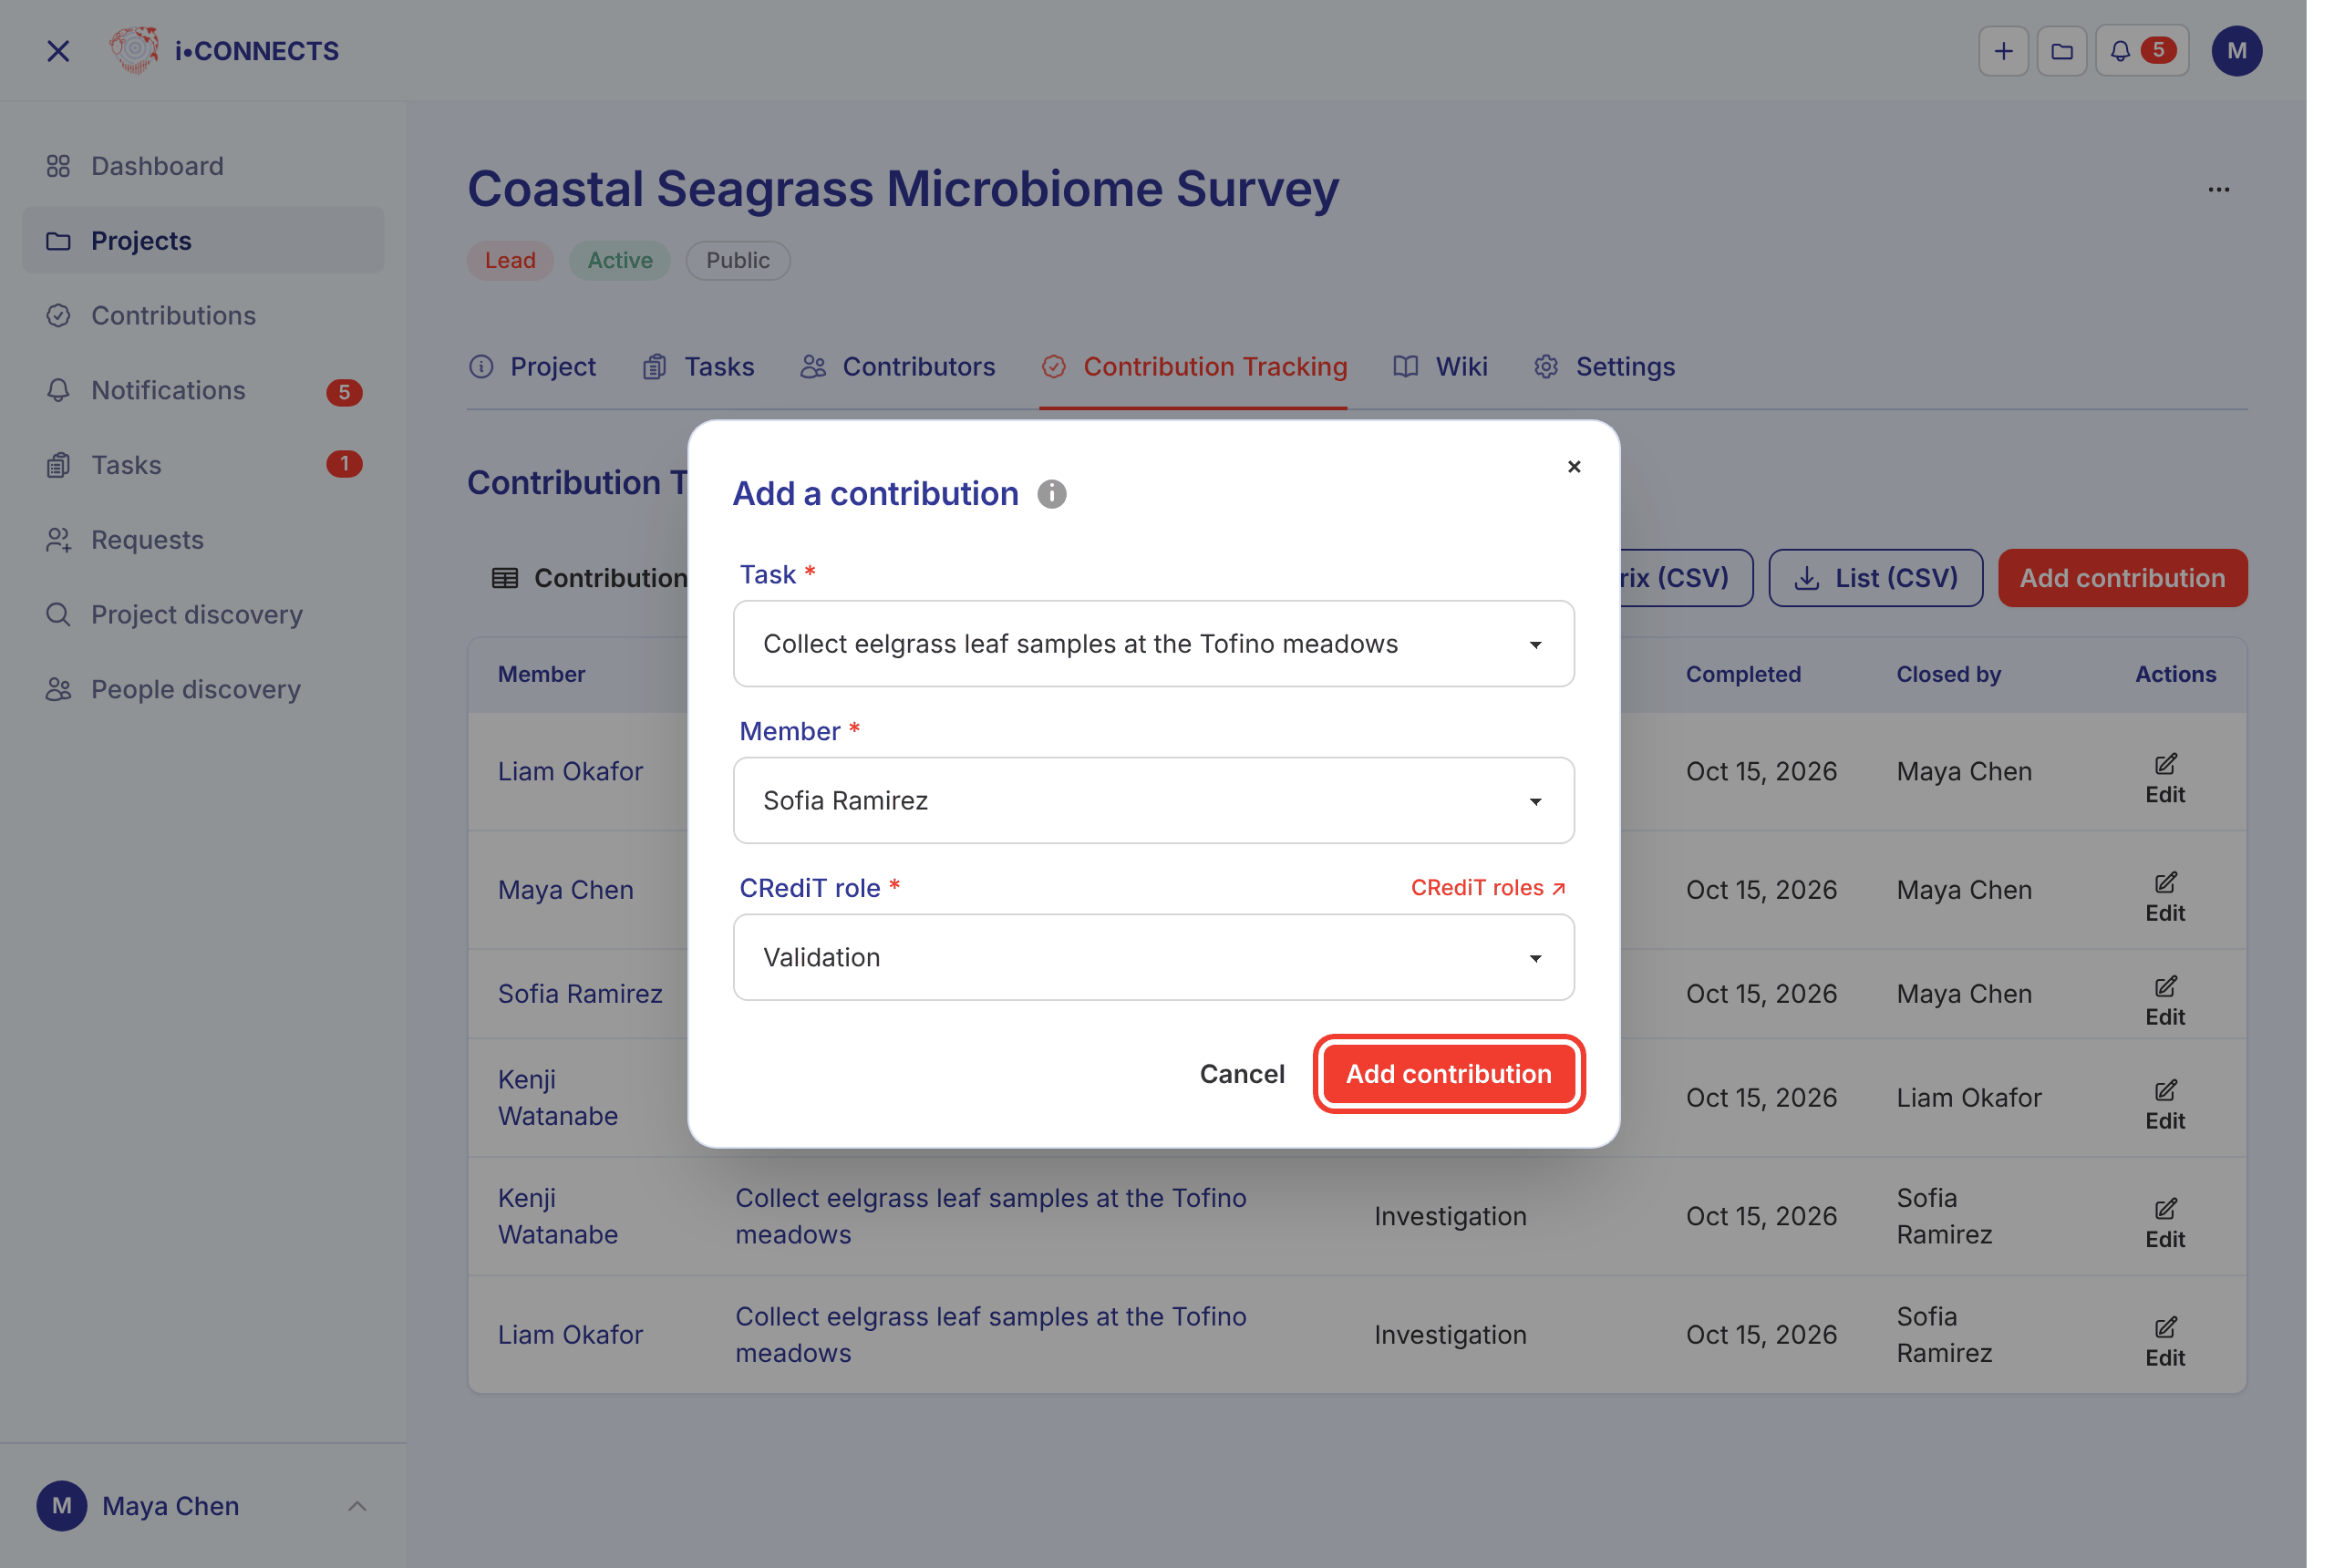 i•CONNECTS
5
M
Dashboard
Projects
Contributions
Notifications
5
Tasks
1
Requests
Project discovery
People discovery
M
Maya Chen
Coastal Seagrass Microbiome Survey
Lead
Active
Public
Project
Tasks
Contributors
Contribution Tracking
Wiki
Settings
Contribution T
Contribution
rix (CSV)
List (CSV)
Add contribution
Add a contribution
Task *
Collect eelgrass leaf samples at the Tofino meadows
Member *
Sofia Ramirez
CRediT role *
CRediT roles
Validation
Cancel
Add contribution
Member
Completed
Closed by
Actions
Liam Okafor
Oct 15, 2026
Maya Chen
Edit
Maya Chen
Oct 15, 2026
Maya Chen
Edit
Sofia Ramirez
Oct 15, 2026
Maya Chen
Edit
Kenji
Watanabe
Oct 15, 2026
Liam Okafor
Edit
Kenji
Watanabe
Collect eelgrass leaf samples at the Tofino
meadows
Investigation
Oct 15, 2026
Sofia
Ramirez
Edit
Liam Okafor
Collect eelgrass leaf samples at the Tofino
meadows
Investigation
Oct 15, 2026
Sofia
Ramirez
Edit